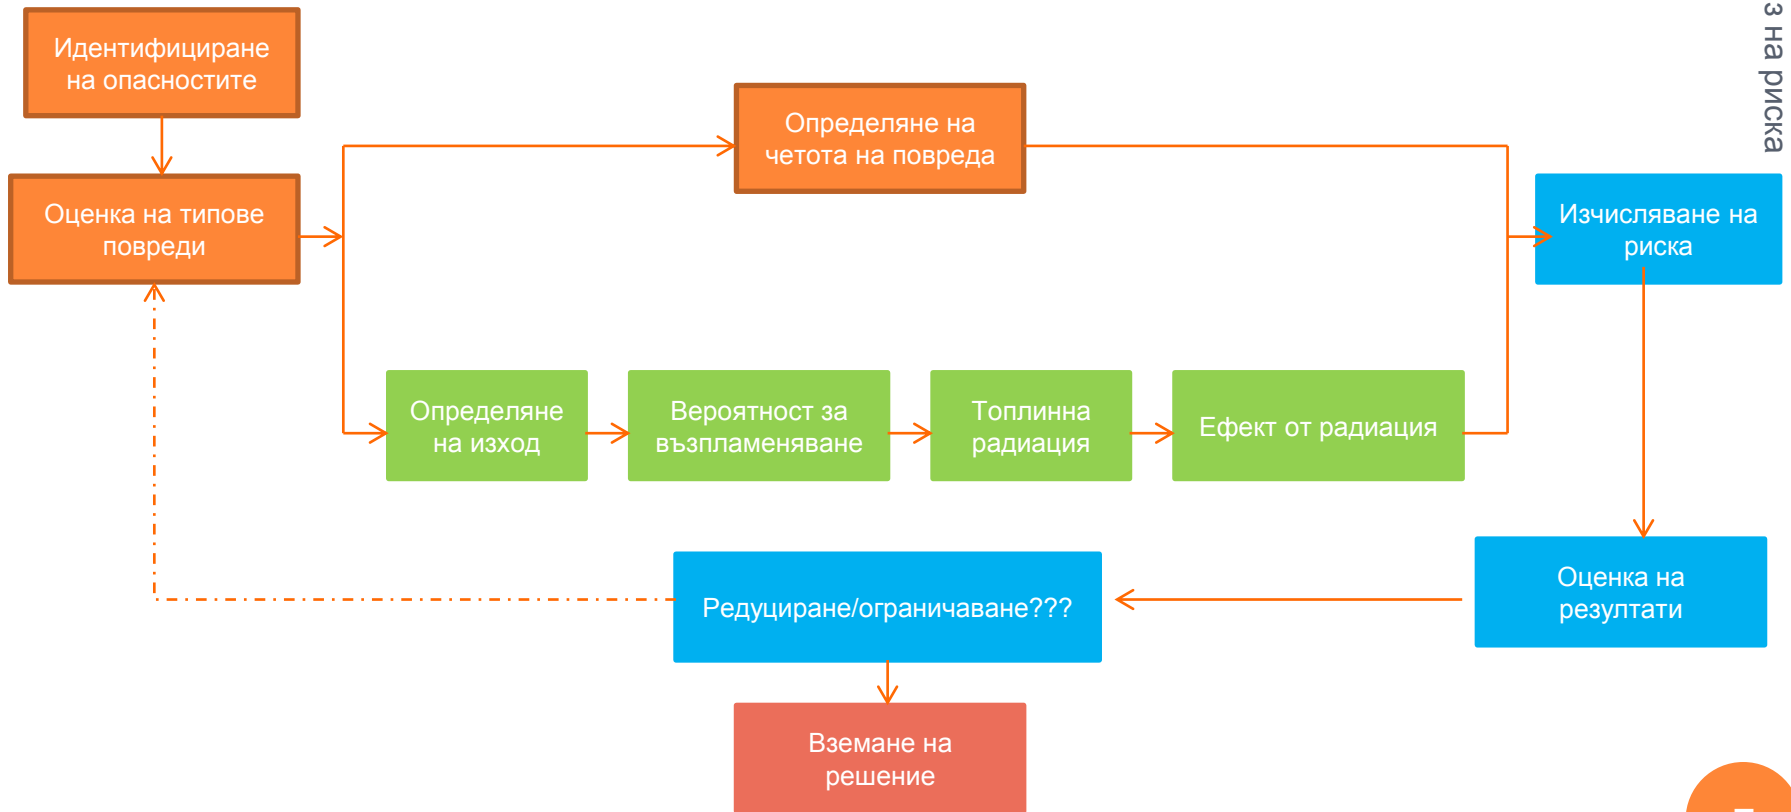 Идентифициране
на опасностите
з на риска
Определяне на
четота на повреда
Оценка на типове
повреди
Изчисляване на
риска
Определяне
на изход
Вероятност за
възпламеняване
Топлинна
радиация
Ефект от радиация
Редуциране/ограничаване???
Оценка на
резултати
Вземане на
решение